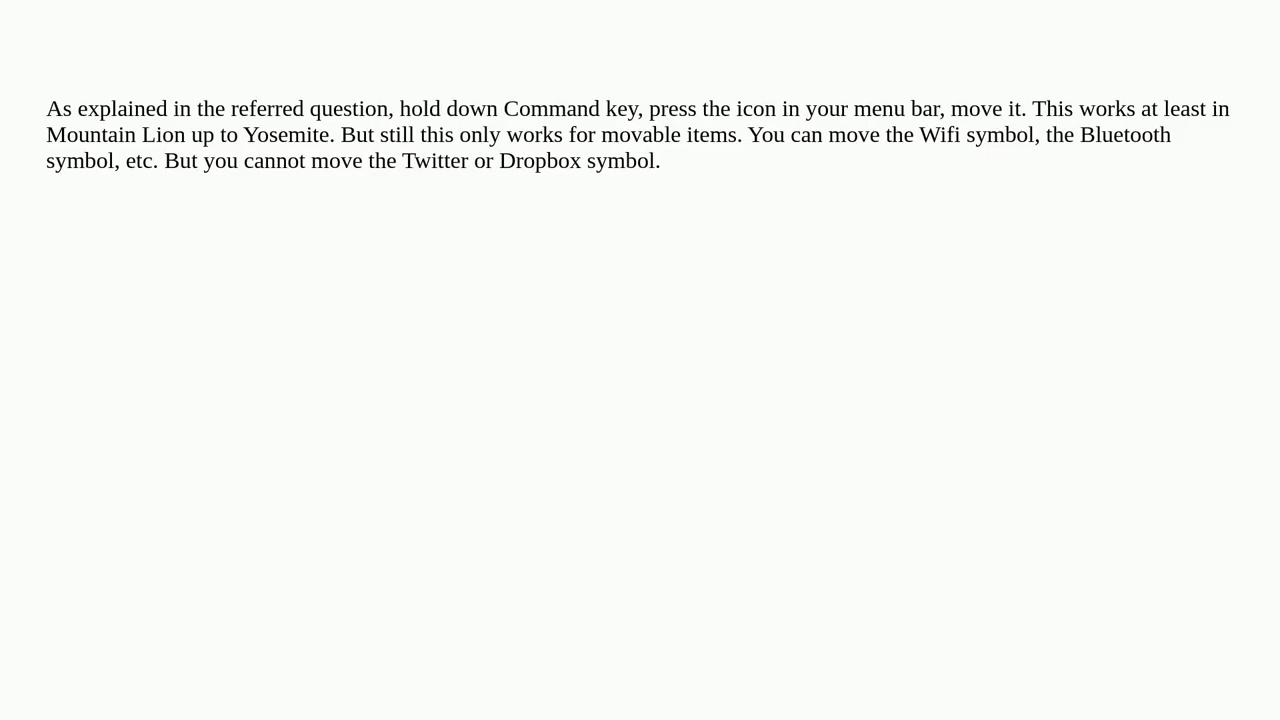 As explained in the referred question, hold down Command key, press the icon in your menu bar, move it. This works at least in
Mountain Lion up to Yosemite. But still this only works for movable items. You can move the Wifi symbol, the Bluetooth
symbol, etc. But you cannot move the Twitter or Dropbox symbol.